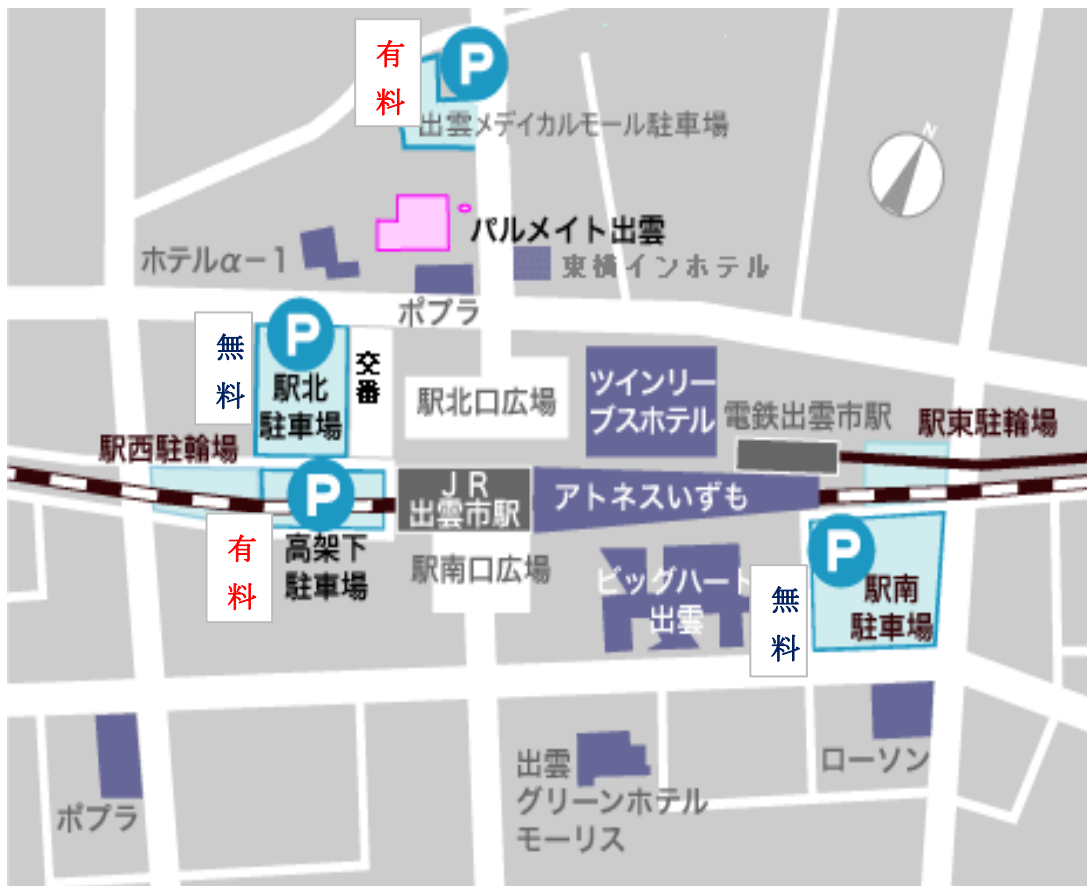 有
料
P
出雲メデイカルモール駐車場
N
パルメイト出雲
ホテルα－1
東横インホテル
ポプラ
無
料
P
駅北
駐車場
交
番
駅北口広場
ツインリー
ブスホテル
電鉄出雲市駅
駅東駐輪場
駅西駐輪場
P
ＪＲ
出雲市駅
アトネスいずも
有
料
高架下
駐車場
駅南口広場
ビッグハート
出雲
無
料
P
駅南
駐車場
ポプラ
出雲
グリーンホテル
モーリス
ローソン